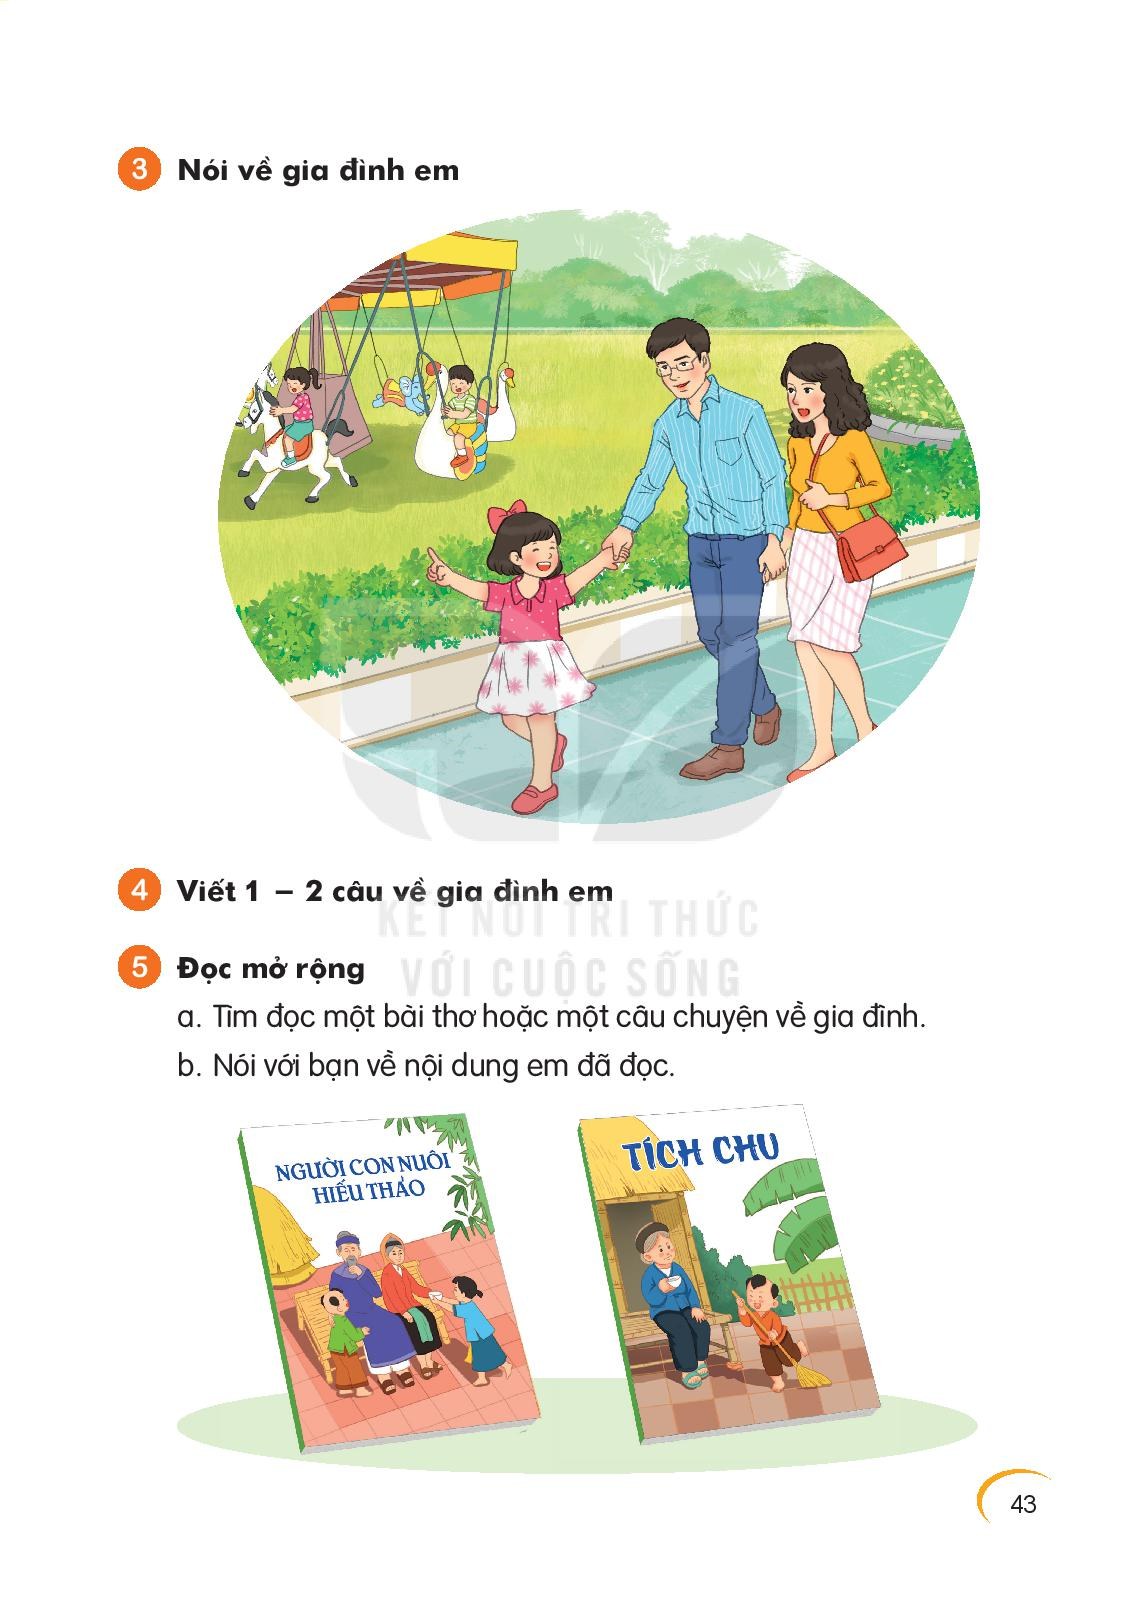 3 Nói về gia đình em
4 Viết 1 – 2 câu về gia đình em
KẾT NỐI TRI THỨC
VỚI CUỘC SỐNG
5 Đọc mở rộng
a. Tìm đọc một bài thơ hoặc một câu chuyện về gia đình.
b. Nói với bạn về nội dung em đã đọc.
NGƯỜI CON NUÔI
HIẾU THẢO
TÍCH CHU
43